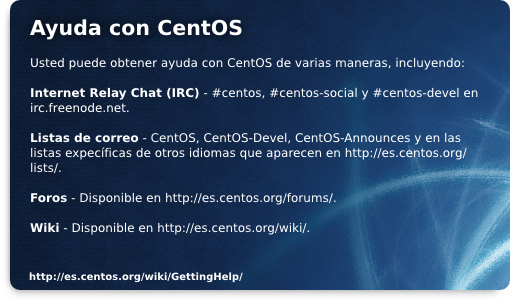 Ayuda con CentOS
Usted puede obtener ayuda con CentOS de varias maneras, incluyendo:
Internet Relay Chat (IRC) - #centos, #centos-social y #centos-devel en
irc.freenode.net.
Listas de correo - CentOS, CentOS-Devel, CentOS-Announces y en las
listas expecíficas de otros idiomas que aparecen en http://es.centos.org/
lists/.
Foros - Disponible en http://es.centos.org/forums/.
Wiki - Disponible en http://es.centos.org/wiki/.
http://es.centos.org/wiki/GettingHelp/